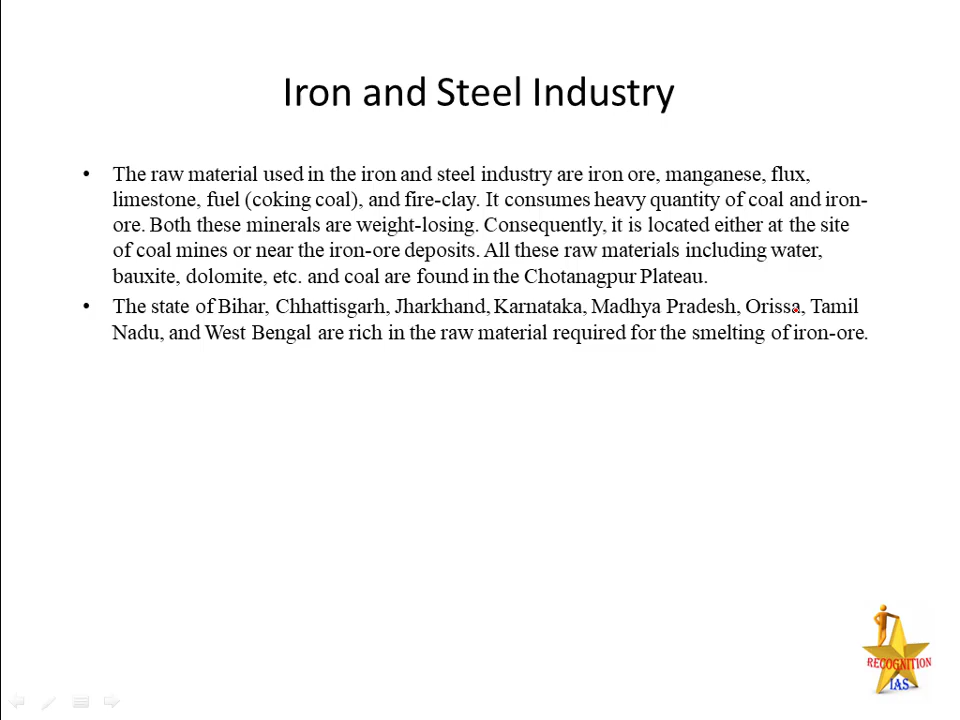 Iron and Steel Industry
• The raw material used in the iron and steel industry are iron ore, manganese, flux,
limestone, fuel (coking coal), and fire-clay. It consumes heavy quantity of coal and iron-
ore. Both these minerals are weight-losing. Consequently, it is located either at the site
of coal mines or near the iron-ore deposits. All these raw materials including water,
bauxite, dolomite, etc. and coal are found in the Chotanagpur Plateau.
• The state of Bihar, Chhattisgarh, Jharkhand, Karnataka, Madhya Pradesh, Orissa, Tamil
Nadu, and West Bengal are rich in the raw material required for the smelting of iron-ore.
RECOGNITION
IAS